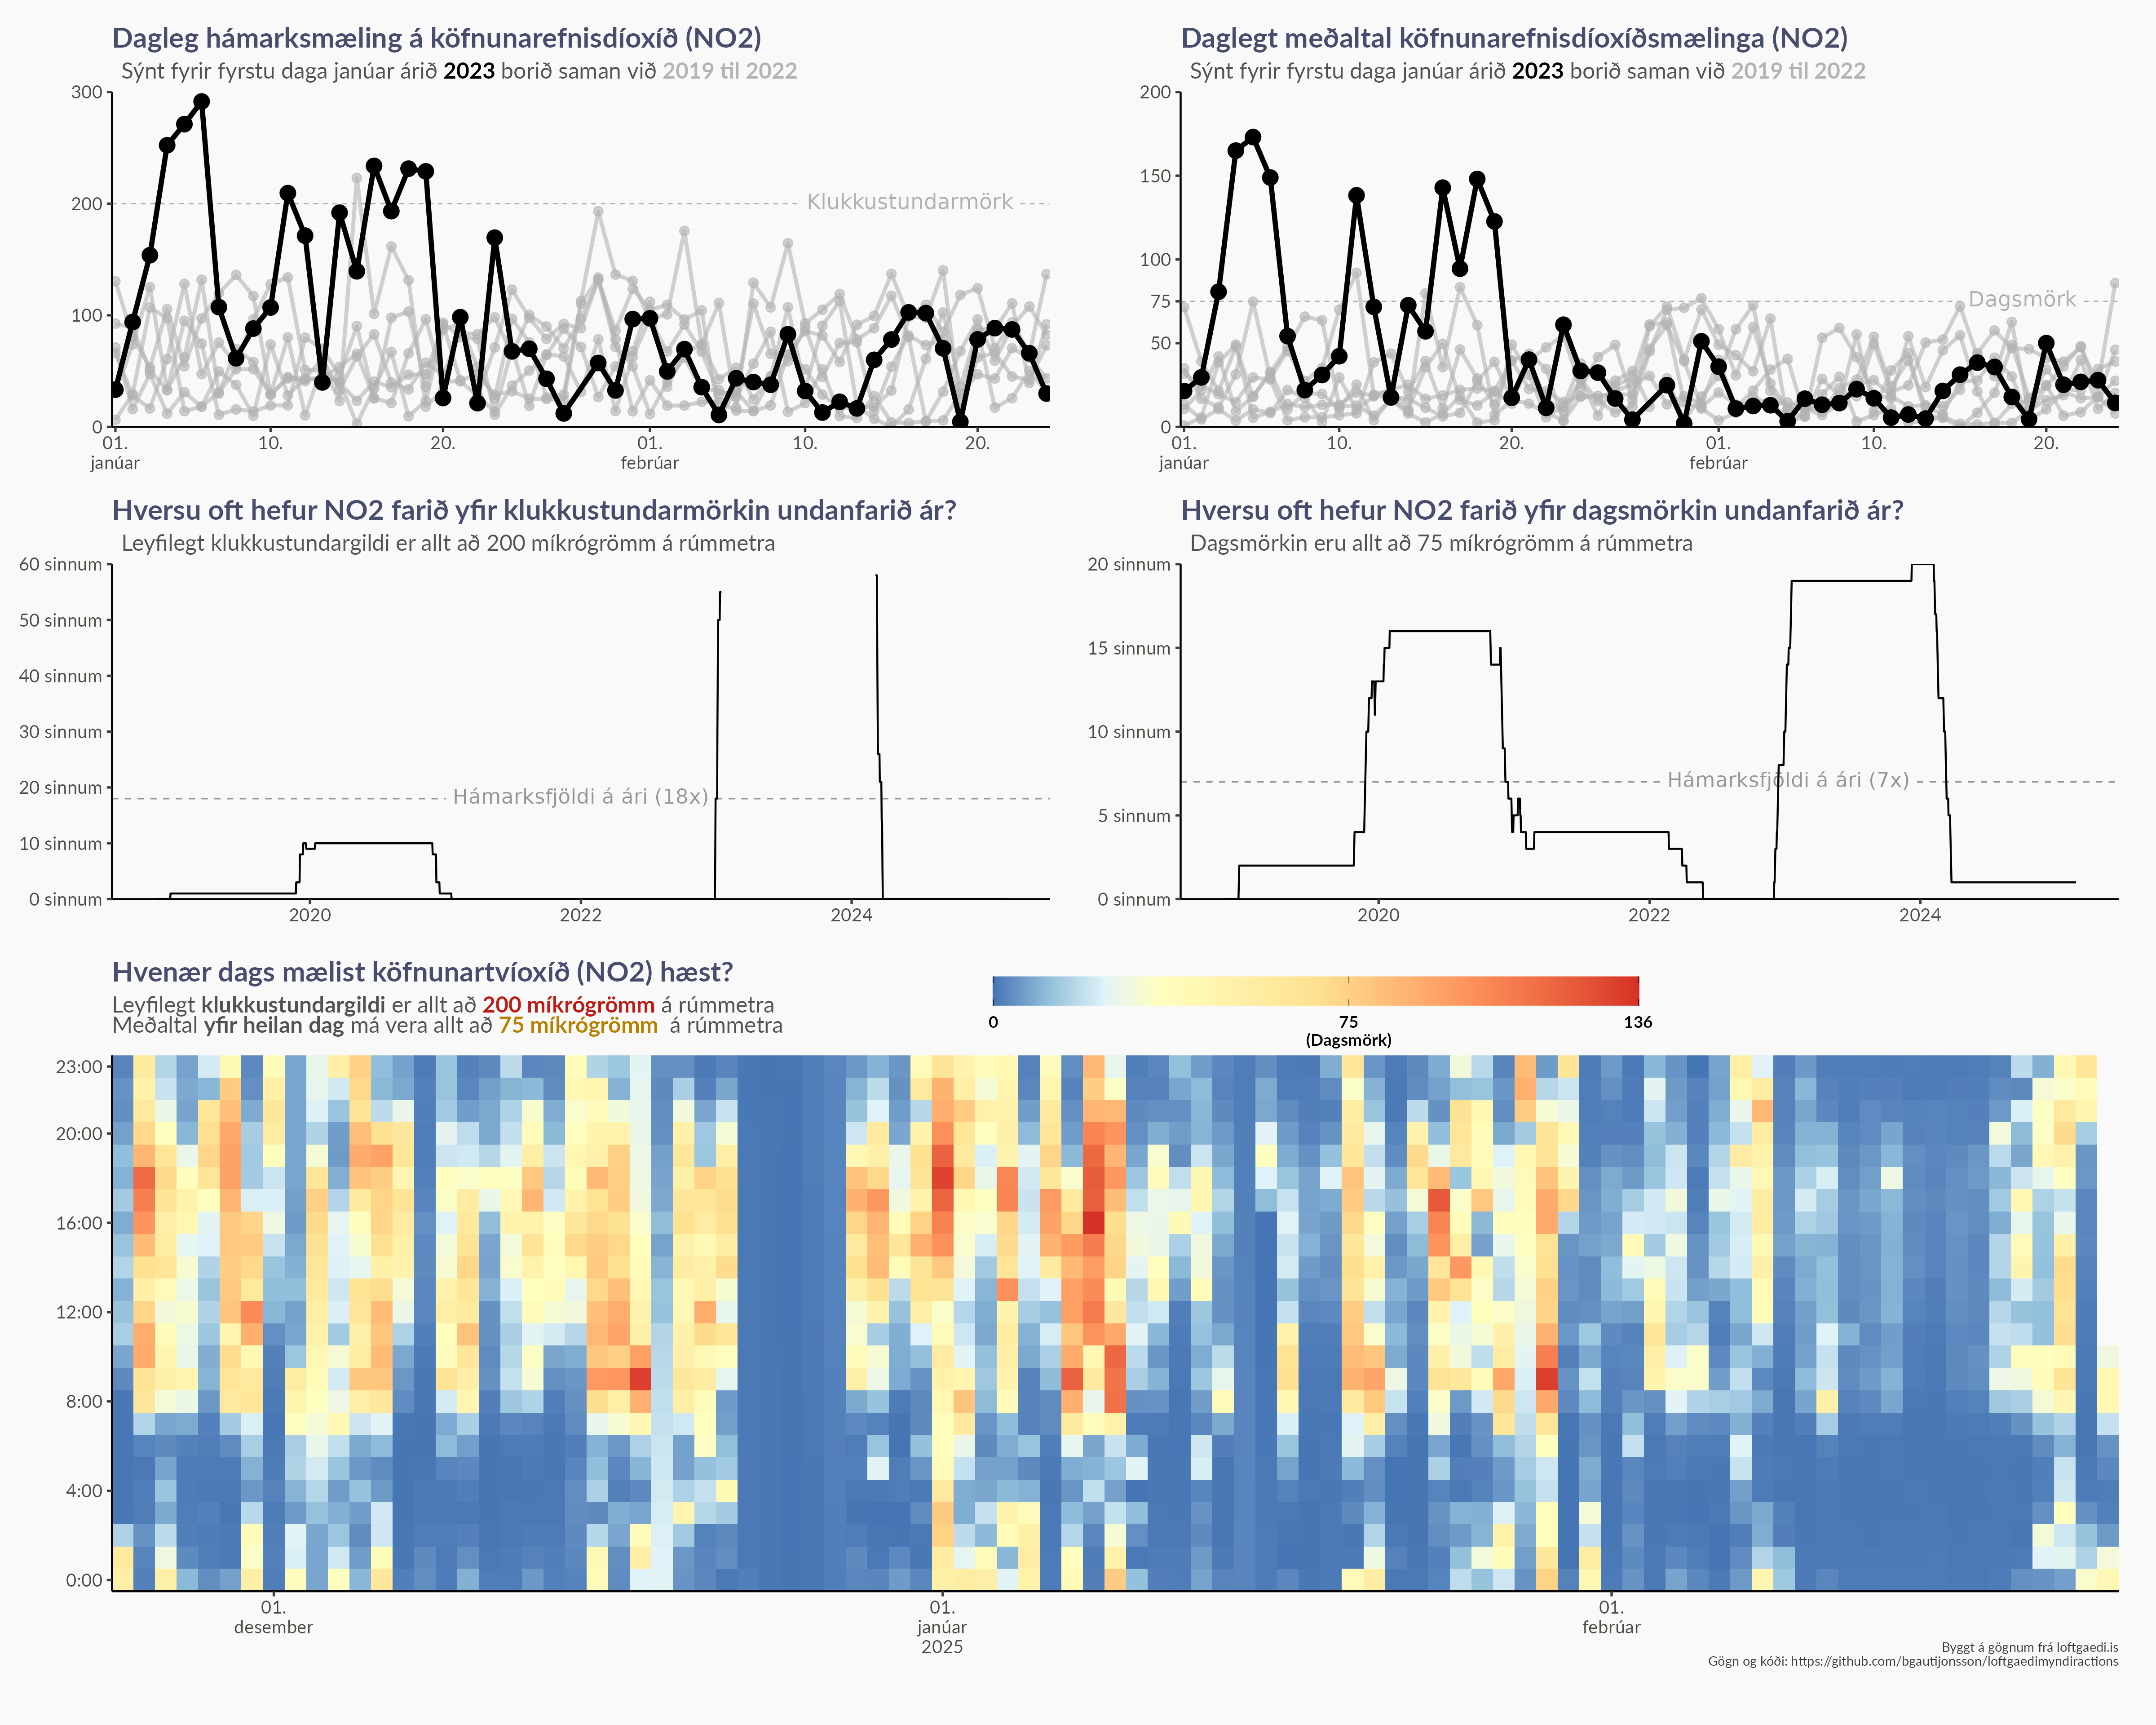 Dagleg hámarksmæling á köfnunarefnisdíoxíð (NO2)
Sýnt fyrir fyrstu daga janúar árið 2023 borið saman við 2019 til 2022
300
200
100
0
Klukkustundarmörk
01.
janúar
10.
20.
01.
febrúar
10.
20.
Daglegt meðaltal köfnunarefnisdíoxíðsmælinga (NO2)
Sýnt fyrir fyrstu daga janúar árið 2023 borið saman við 2019 til 2022
200
150
100
75
50
0
Dagsmörk
01.
janúar
10.
20.
01.
febrúar
10.
20.
Hversu oft hefur NO2 farið yfir klukkustundarmörkin undanfarið ár?
Leyfilegt klukkustundargildi er allt að 200 míkrógrömm á rúmmetra
60 sinnum
50 sinnum
40 sinnum
30 sinnum
20 sinnum
10 sinnum
0 sinnum
Hámarksfjöldi á ári (18x)
2020
2022
2024
Hversu oft hefur NO2 farið yfir dagsmörkin undanfarið ár?
Dagsmörkin eru allt að 75 míkrógrömm á rúmmetra
20 sinnum
15 sinnum
10 sinnum
5 sinnum
0 sinnum
Hámarksfjöldi á ári (7x)
2020
2022
2024
Hvenær dags mælist köfnunartvíoxíð (NO2) hæst?
Leyfilegt klukkustundargildi er allt að 200 míkrógrömm á rúmmetra
Meðaltal yfir heilan dag má vera allt að 75 míkrógrömm á rúmmetra
0
75
(Dagsmörk)
136
23:00
20:00
16:00
12:00
8:00
4:00
0:00
01.
desember
01.
janúar
2025
01.
febrúar
Byggt á gögnum frá loftgaedi.is
Gögn og kóði: https://github.com/bgautijonsson/loftgaedimyndiractions